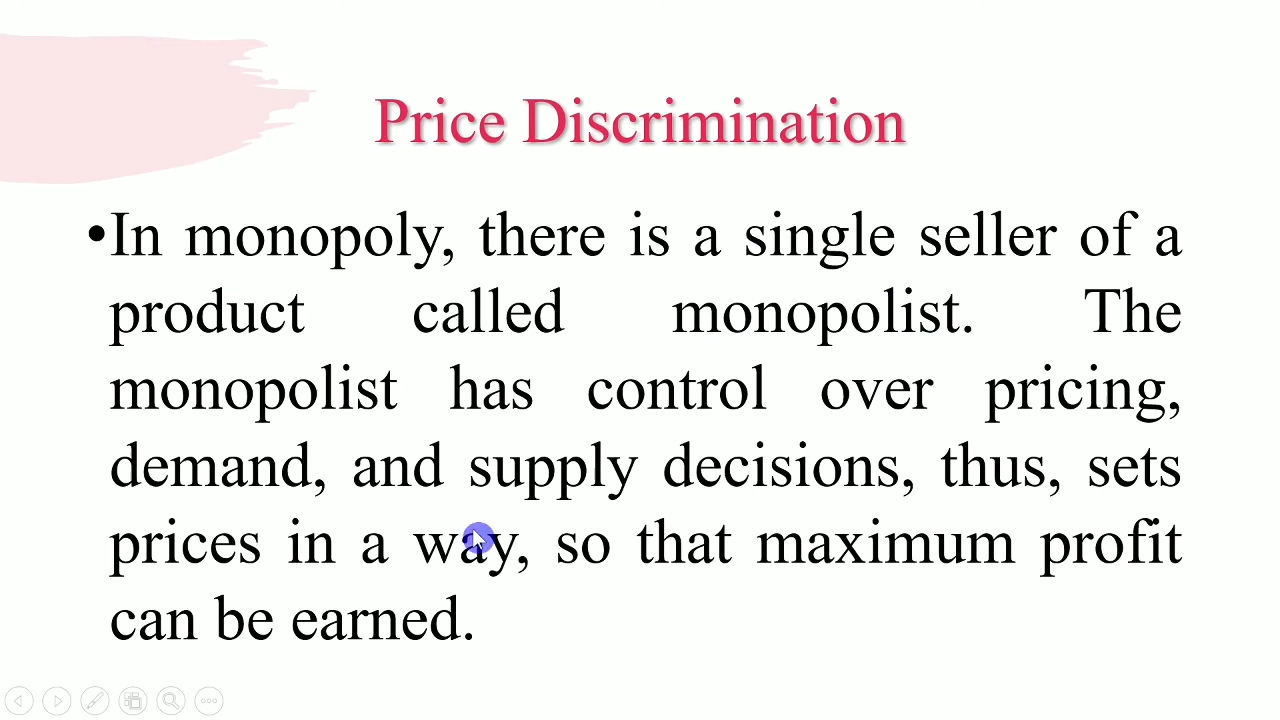 Price Discrimination
•In monopoly, there is a single seller of a
product called monopolist. The
monopolist has control over pricing,
demand, and supply decisions, thus, sets
prices in a way, so that maximum profit
can be earned.